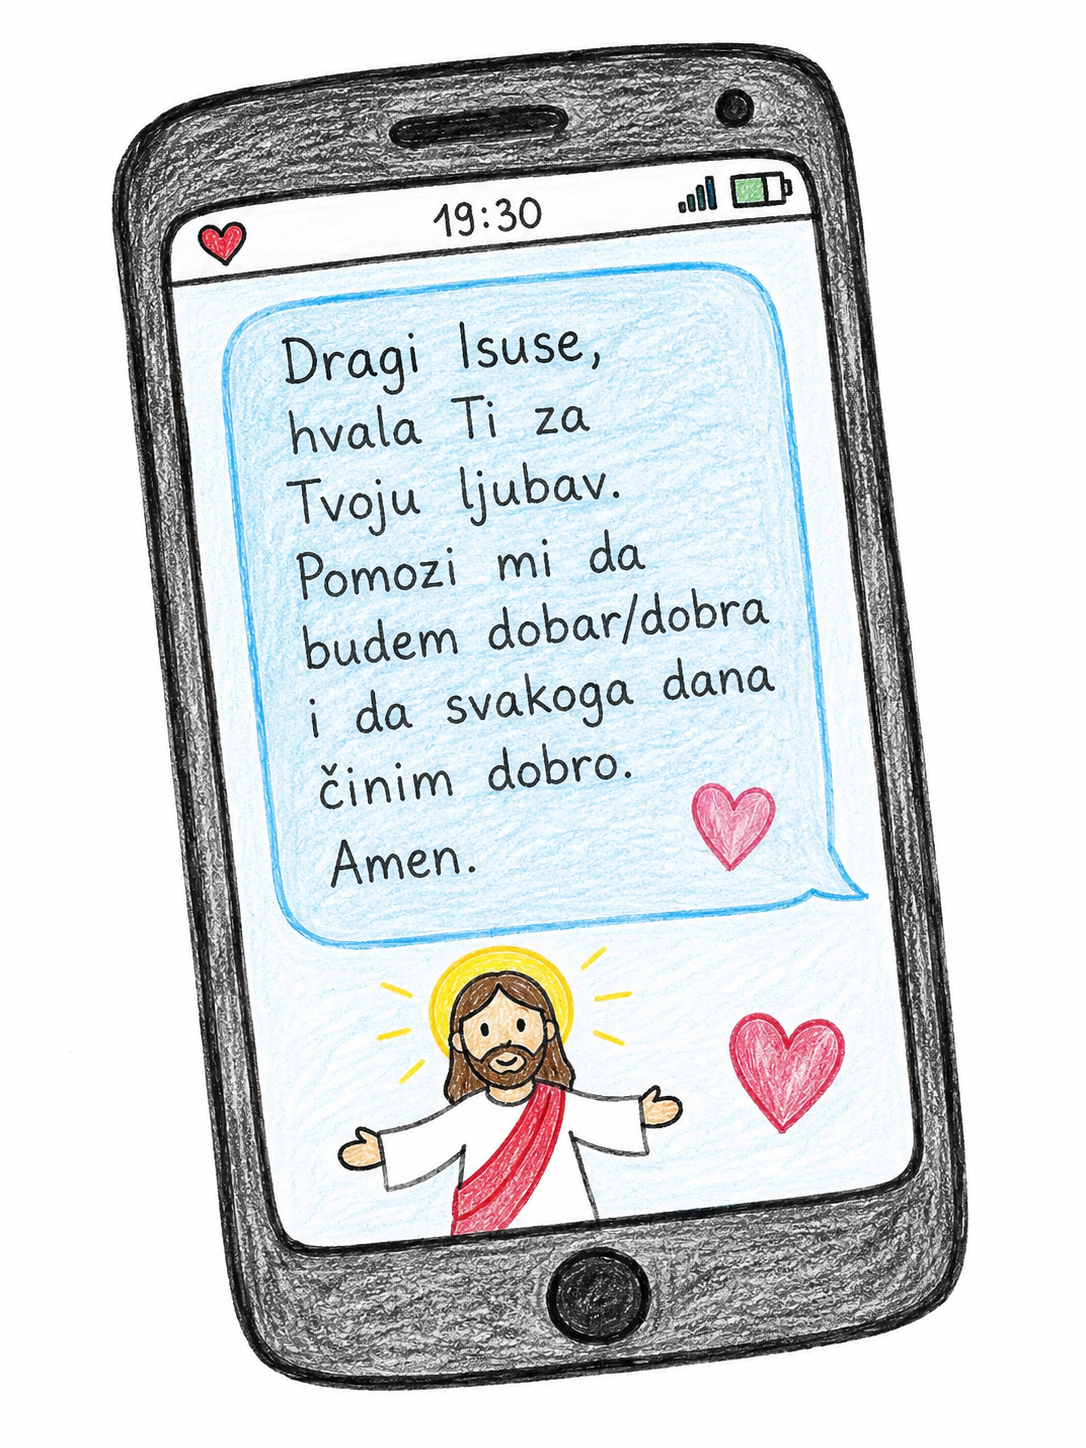 19:30
Dragi Isuse,
hvala Ti za
Tvoju ljubav.
Pomozi mi da
budem dobar/dobra
i da svakoga dana
činim dobro.
Amen.